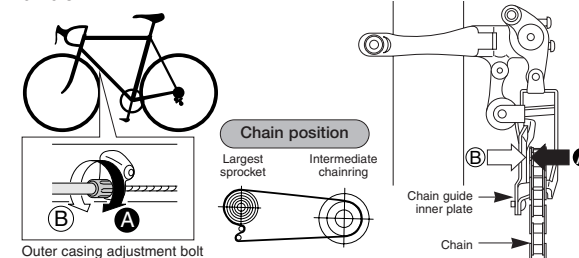 Chain position
Largest
sprocket
Intermediate
chainring
B
A
Outer casing adjustment bolt
B
A
Chain guide
inner plate
Chain